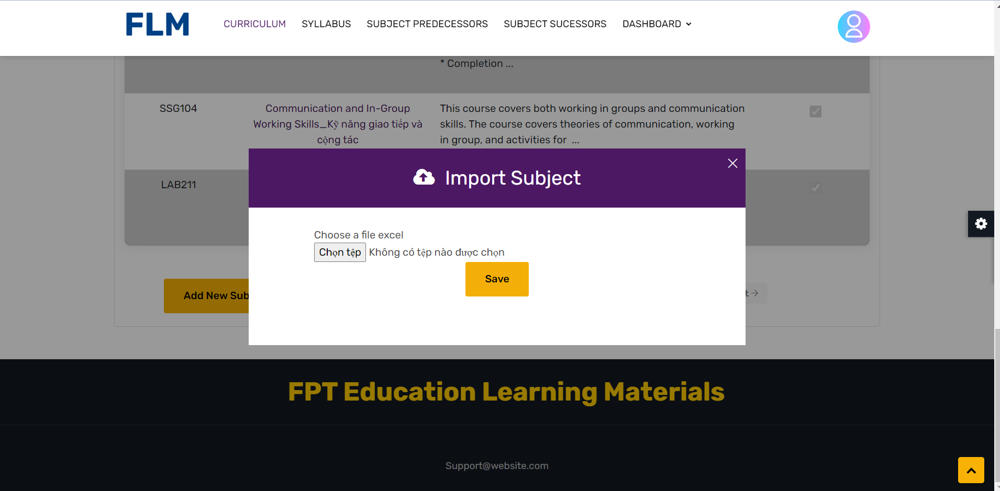 FLM
CURRICULUM
SYLLABUS
SUBJECT PREDECESSORS
SUBJECT SUCESSORS
DASHBOARD
* Completion ...
SSG104
Communication and In-Group
Working Skills_Kỹ năng giao tiếp và
cộng tác
This course covers both working in groups and communication
skills. The course covers theories of communication, working
in group, and activities for ...
LAB211
Import Subject
Choose a file excel
Chọn tệp Không có tệp nào được chọn
Save
Add New Sub
t
FPT Education Learning Materials
Support@website.com